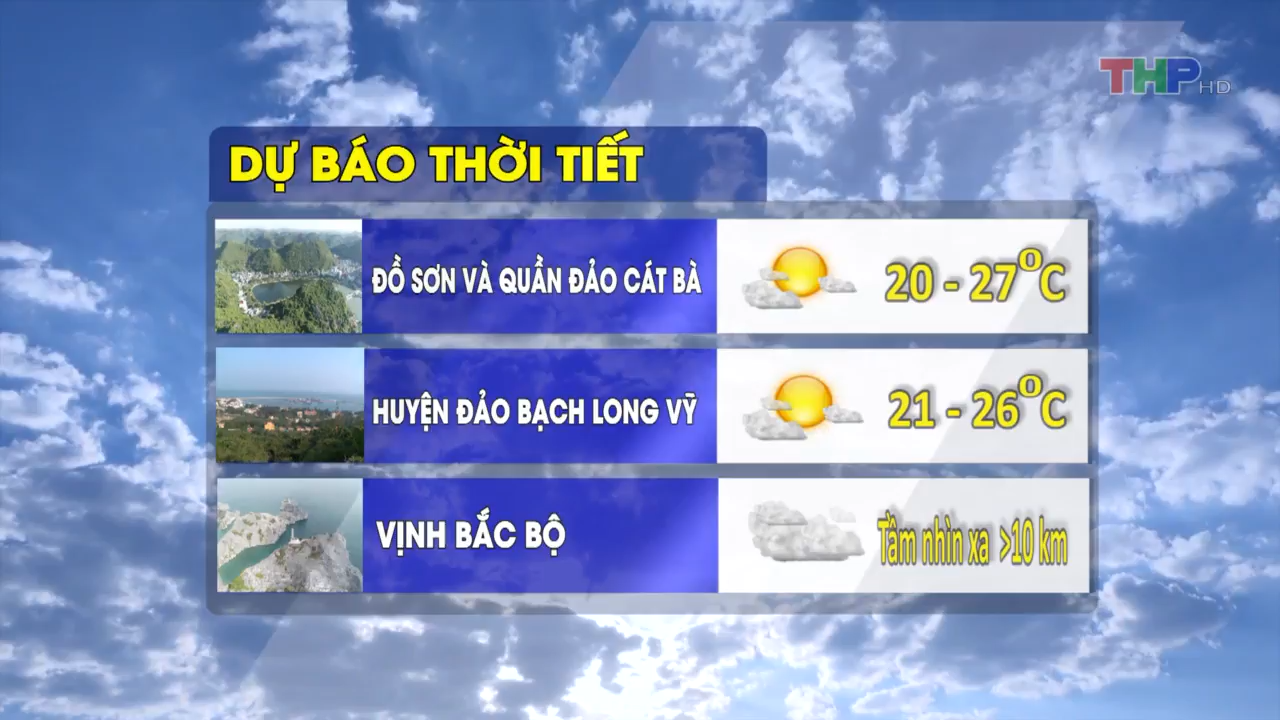 THP HD
DỰ BÁO THỜI TIẾT
ĐỒ SƠN VÀ QUẦN ĐẢO CÁT BÀ
20 - 27°C
HUYỆN ĐẢO BẠCH LONG VỸ
21 - 26°C
VỊNH BẮC BỘ
Tầm nhìn xa >10 km